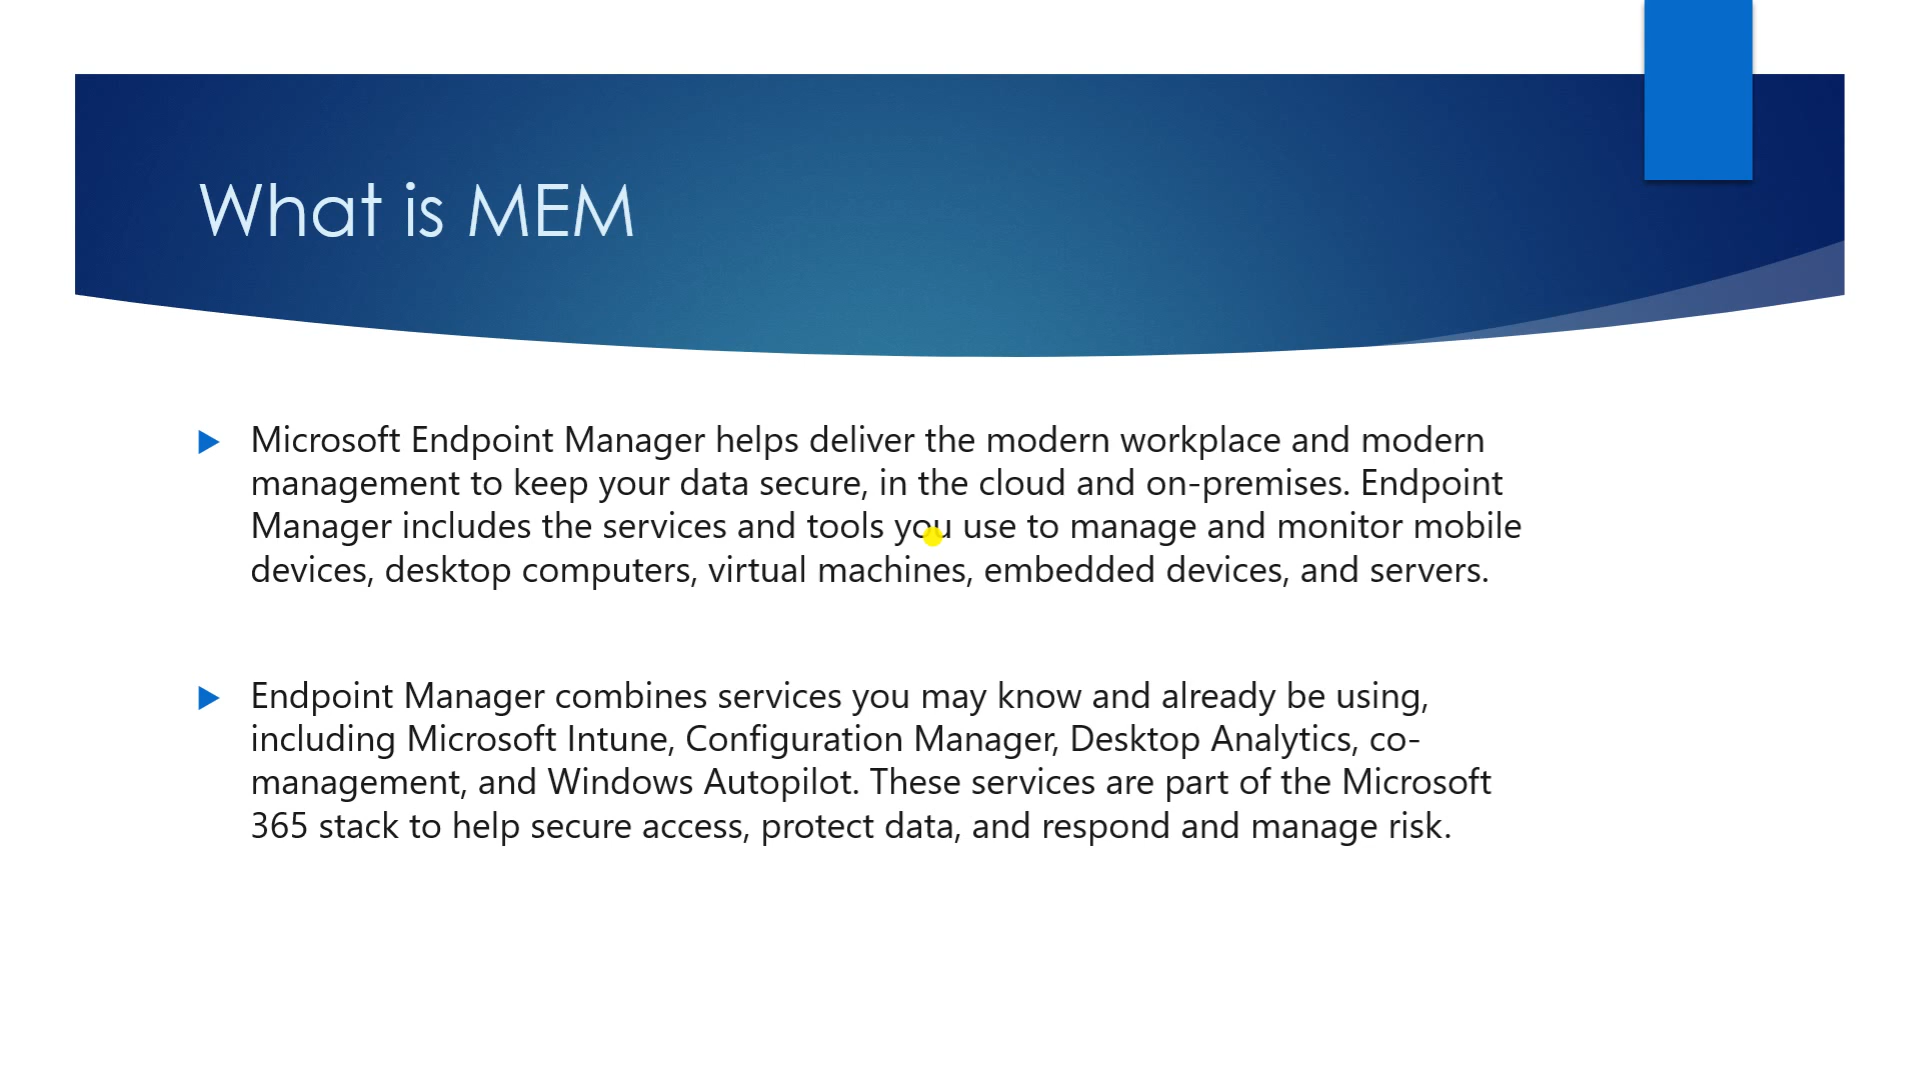 What is MEM
Microsoft Endpoint Manager helps deliver the modern workplace and modern
management to keep your data secure, in the cloud and on-premises. Endpoint
Manager includes the services and tools you use to manage and monitor mobile
devices, desktop computers, virtual machines, embedded devices, and servers.
Endpoint Manager combines services you may know and already be using,
including Microsoft Intune, Configuration Manager, Desktop Analytics, co-
management, and Windows Autopilot. These services are part of the Microsoft
365 stack to help secure access, protect data, and respond and manage risk.